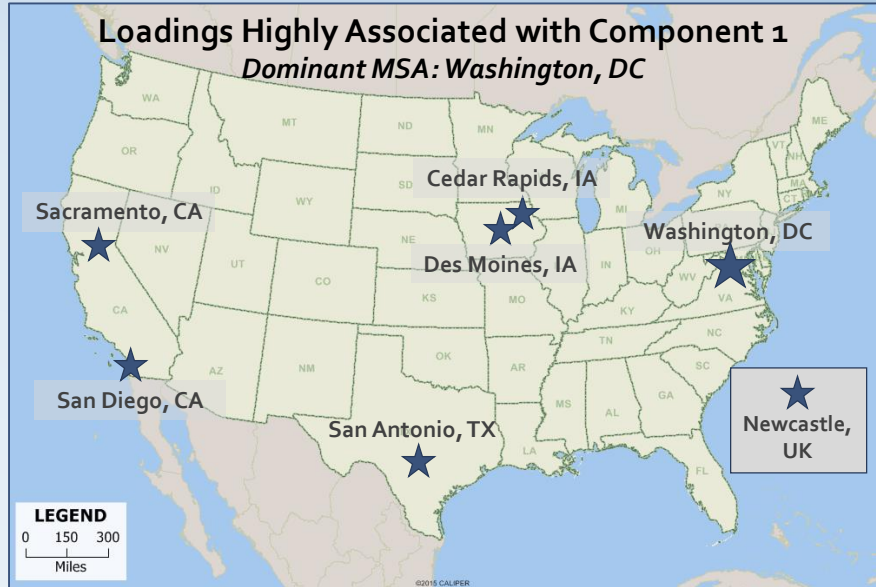 Loadings Highly Associated with Component 1
Dominant MSA: Washington, DC
WA
MT
ND
MN
ME
OR
ID
SD
VT
NH
Cedar Rapids, IA
WY
MI
NY
MA
CT
Sacramento, CA
Washington, DC
NV
NE
PA
UT
Des Moines, IA
IN
OH
CO
WV
KS
MO
VA
CA
KY
NC
TN
OK
AZ
NM
AR
SC
San Diego, CA
MS
AL
GA
San Antonio, TX
Newcastle,
UK
LA
FL
LEGEND
0 150 300
Miles
©2015 CALIPER